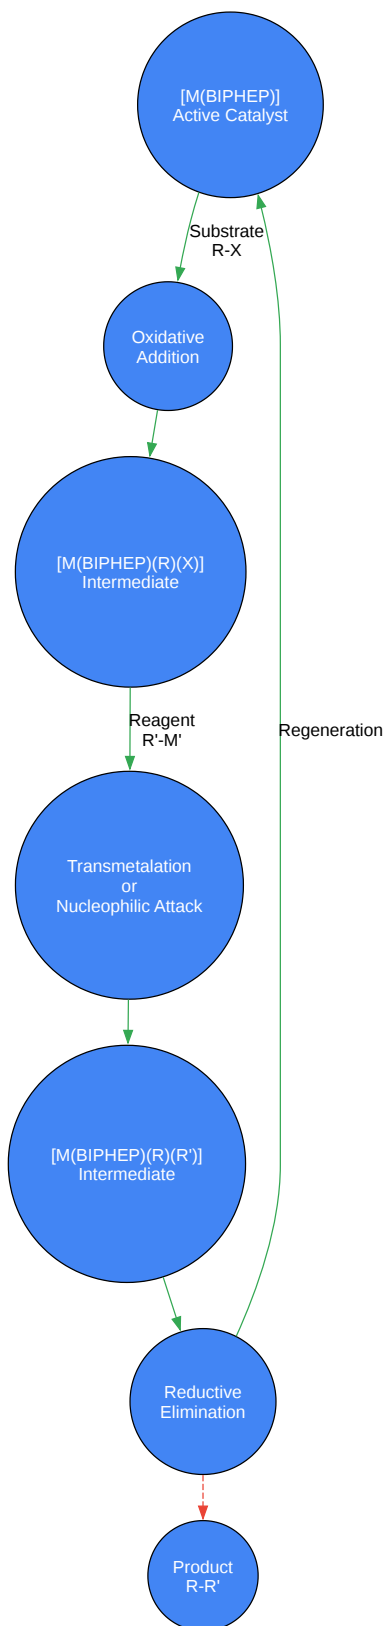 [M(BIPHEP)]
Active Catalyst
Substrate
R-X
Oxidative
Addition
[M(BIPHEP)(R)(X)]
Intermediate
Reagent
R'-M'
Regeneration
Transmetalation
or
Nucleophilic Attack
[M(BIPHEP)(R)(R')]
Intermediate
Reductive
Elimination
Product
R-R'